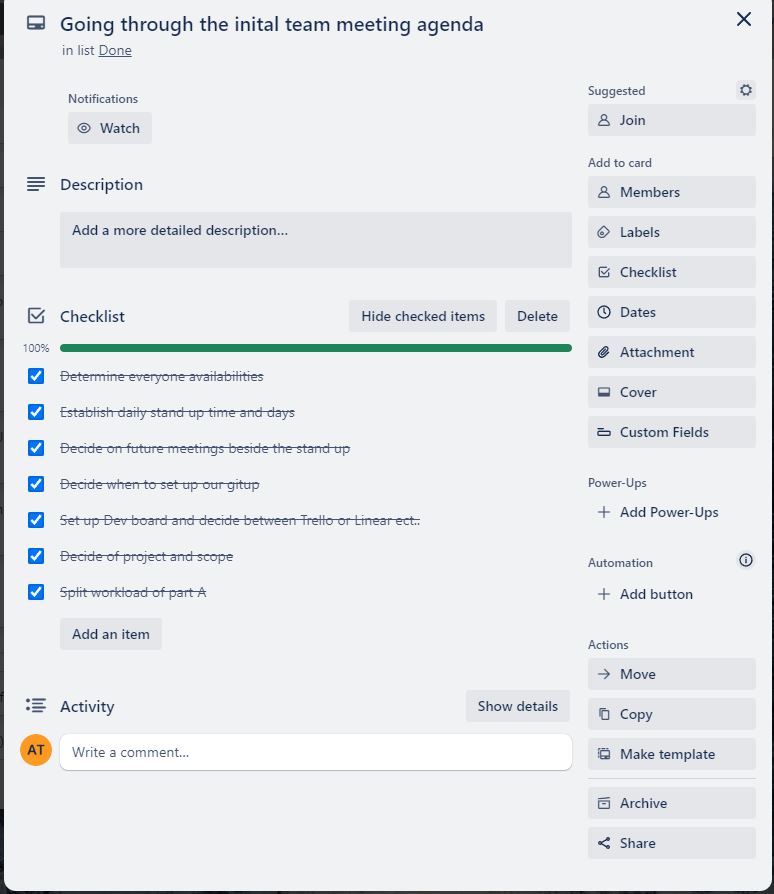 Going through the inital team meeting agenda
in list Done
Notifications
Watch
Description
Add a more detailed description...
Checklist
Hide checked items
Delete
100%
Determine everyone availabilities
Establish daily stand up time and days
Decide on future meetings beside the stand up
Decide when to set up our gitup
Set up Dev board and decide between Trello or Linear ect..
Decide of project and scope
Split workload of part A
Add an item
Activity
Show details
AT
Write a comment...
Suggested
Join
Add to card
Members
Labels
Checklist
Dates
Attachment
Cover
Custom Fields
Power-Ups
Add Power-Ups
Automation
Add button
Actions
Move
Copy
Make template
Archive
Share